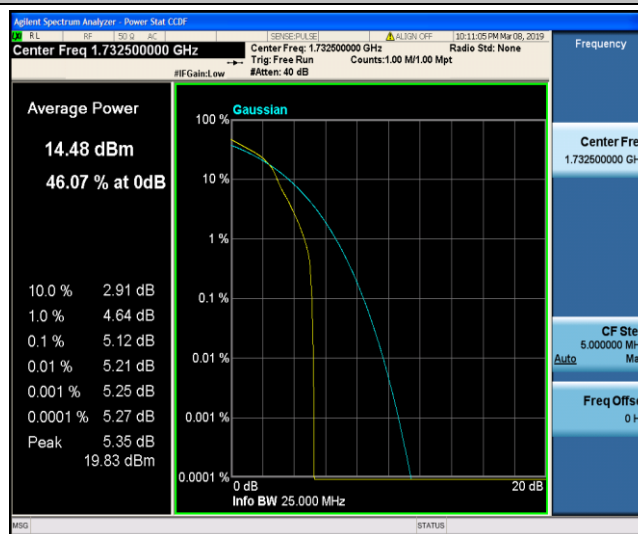 Agilent Spectrum Analyzer - Power Stat CCDF
RL RF 50 Ω AC SENSE:PULSE ALIGN OFF 10:11:05 PM Mar 08, 2019
Center Freq 1.732500000 GHz
Center Freq: 1.732500000 GHz Radio Std: None
Trig: Free Run Counts:1.00 M/1.00 Mpt
#IFGain:Low #Atten: 40 dB
Frequency
Average Power
14.48 dBm
46.07 % at 0dB
10.0 % 2.91 dB
1.0 % 4.64 dB
0.1 % 5.12 dB
0.01 % 5.21 dB
0.001 % 5.25 dB
0.0001 % 5.27 dB
Peak 5.35 dB
19.83 dBm
Gaussian
100 %
10 %
1 %
0.1 %
0.01 %
0.001 %
0.0001 %
0 dB 20 dB
Info BW 25.000 MHz
Center Fre
1.732500000 GH
CF Ste
5.000000 MH
Auto Ma
Freq Offse
0 H
MSG STATUS